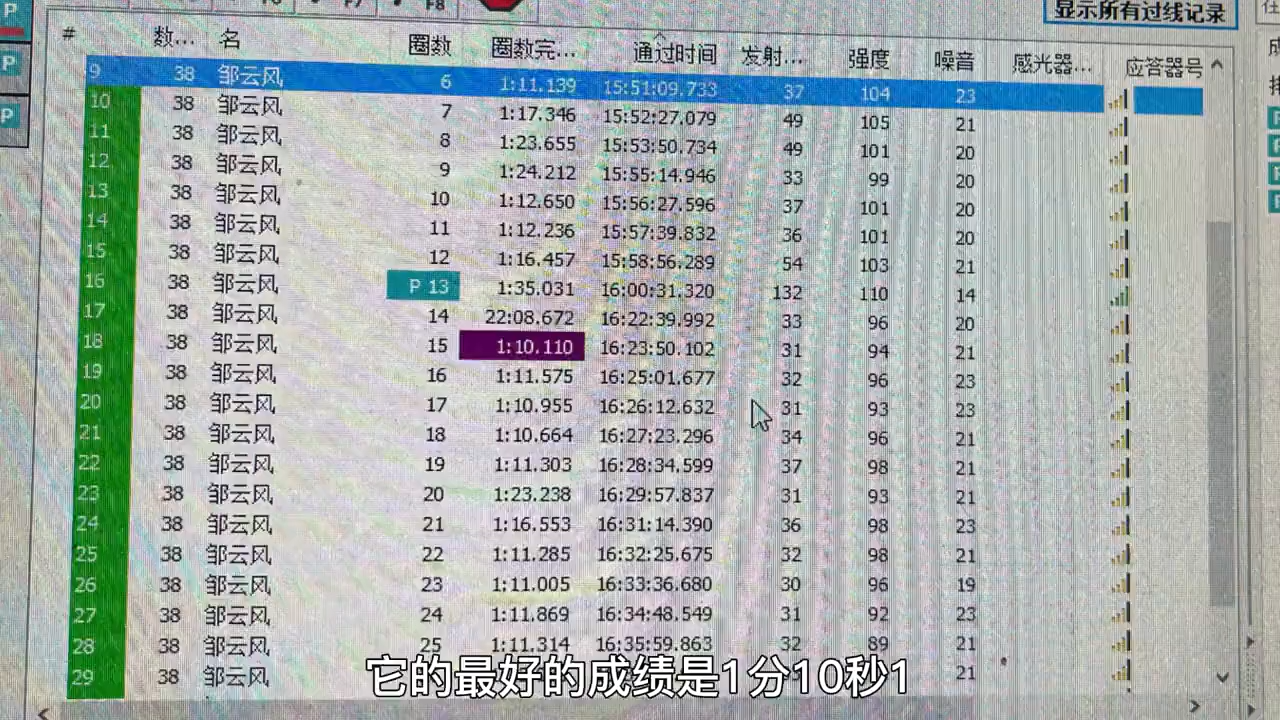 P F6 F7 F8 显示所有过线记录
# 数... 名 圈数 圈数完... 通过时间 发射... 强度 噪音 感光器... 应答器号
9 38 邹云风 6 1:11.139 15:51:09.733 37 104 23
10 38 邹云风 7 1:17.346 15:52:27.079 49 105 21
11 38 邹云风 8 1:23.655 15:53:50.734 49 101 20
12 38 邹云风 9 1:24.212 15:55:14.946 33 99 20
13 38 邹云风 10 1:12.650 15:56:27.596 37 101 20
14 38 邹云风 11 1:12.236 15:57:39.832 36 101 20
15 38 邹云风 12 1:16.457 15:58:56.289 54 103 21
16 38 邹云风 P 13 1:35.031 16:00:31.320 132 110 14
17 38 邹云风 14 22:08.672 16:22:39.992 33 96 20
18 38 邹云风 15 1:10.110 16:23:50.102 31 94 21
19 38 邹云风 16 1:11.575 16:25:01.677 32 96 23
20 38 邹云风 17 1:10.955 16:26:12.632 31 93 23
21 38 邹云风 18 1:10.664 16:27:23.296 34 96 21
22 38 邹云风 19 1:11.303 16:28:34.599 37 98 21
23 38 邹云风 20 1:23.238 16:29:57.837 31 93 21
24 38 邹云风 21 1:16.553 16:31:14.390 36 98 23
25 38 邹云风 22 1:11.285 16:32:25.675 32 98 21
26 38 邹云风 23 1:11.005 16:33:36.680 30 96 19
27 38 邹云风 24 1:11.869 16:34:48.549 31 92 23
28 38 邹云风 25 1:11.314 16:35:59.863 32 89 21
29 38 邹云风 21
它的最好的成绩是1分10秒1